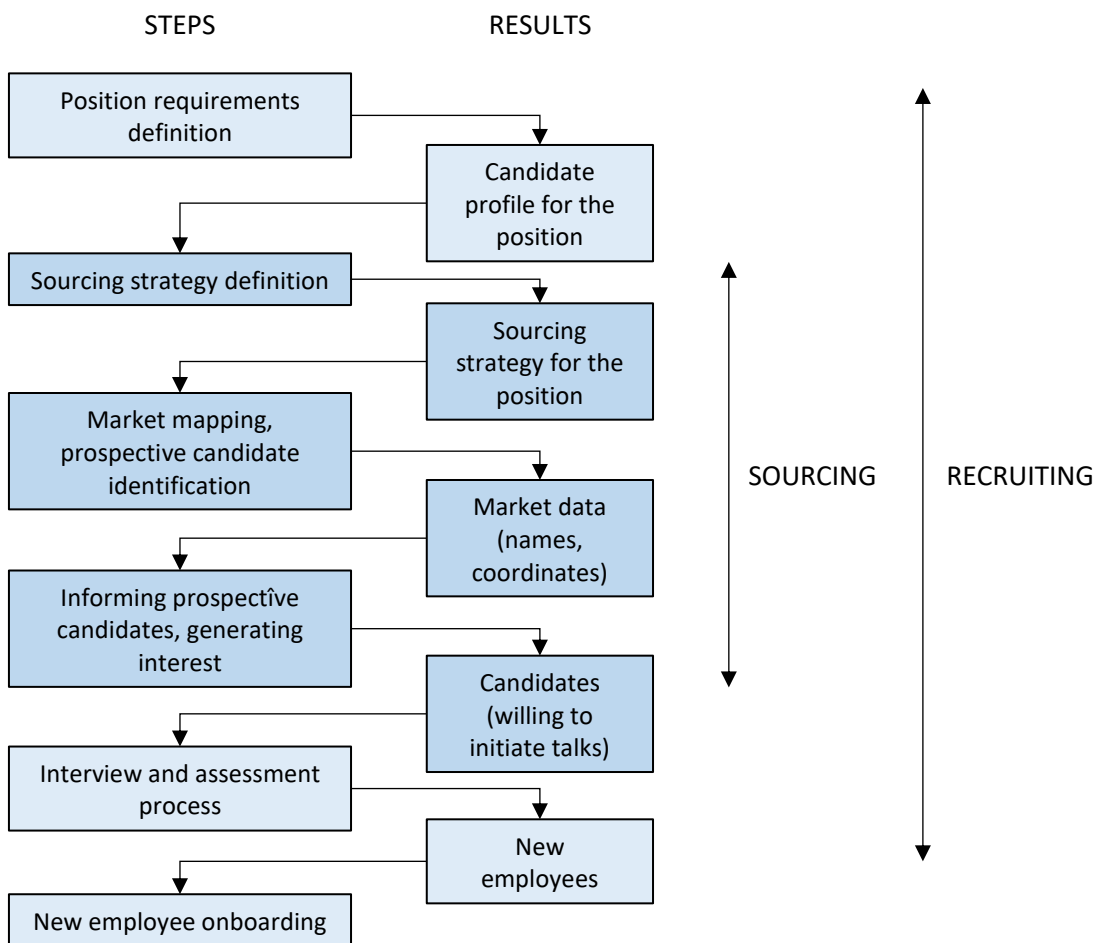 STEPS
RESULTS
Position requirements
definition
Candidate
profile for the
position
Sourcing strategy definition
Sourcing
strategy for the
position
Market mapping,
prospective candidate
identification
SOURCING
RECRUITING
Market data
(names,
coordinates)
Informing prospectîve
candidates, generating
interest
Candidates
(willing to
initiate talks)
Interview and assessment
process
New
employees
New employee onboarding